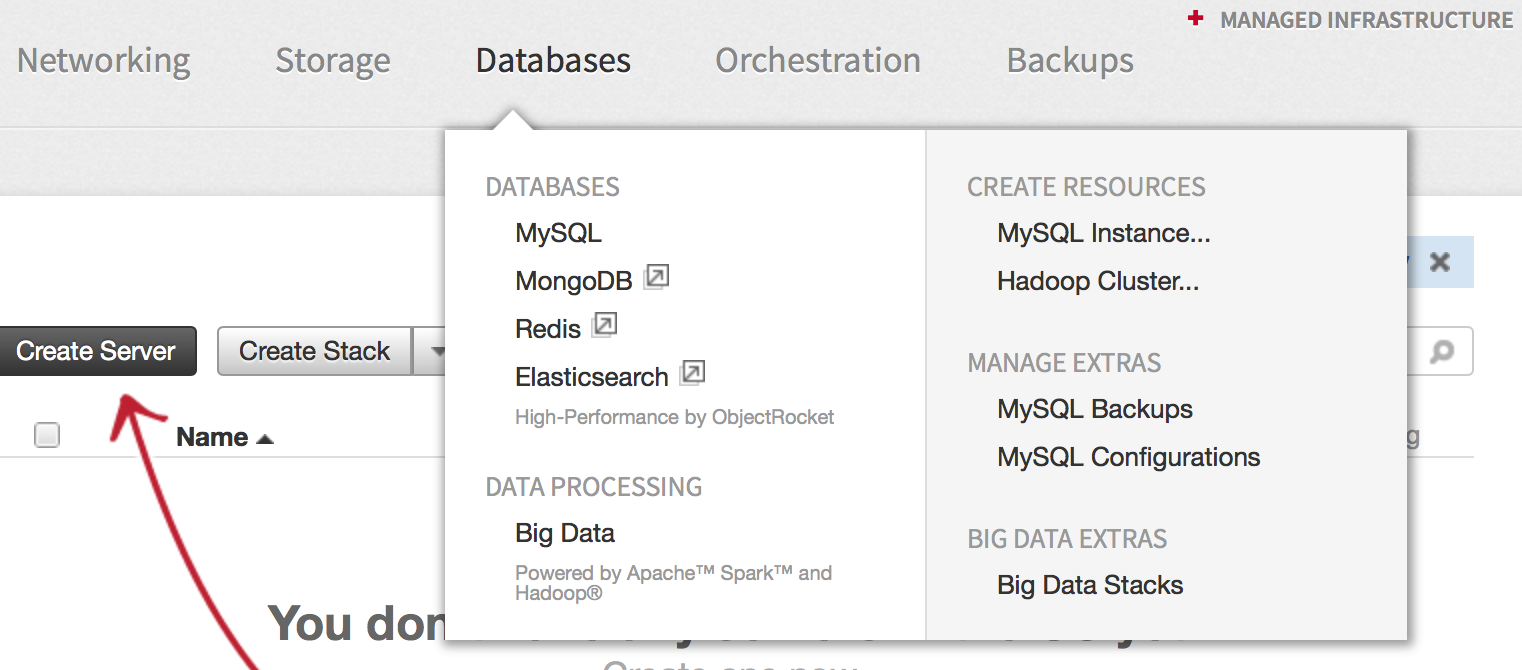 MANAGED INFRASTRUCTURE
Networking Storage Databases Orchestration Backups
DATABASES
MySQL
MongoDB
Redis
Elasticsearch
High-Performance by ObjectRocket
DATA PROCESSING
Big Data
Powered by Apache™ Spark™ and
Hadoop®
CREATE RESOURCES
MySQL Instance...
Hadoop Cluster...
MANAGE EXTRAS
MySQL Backups
MySQL Configurations
BIG DATA EXTRAS
Big Data Stacks
Create Server Create Stack
Name
You don